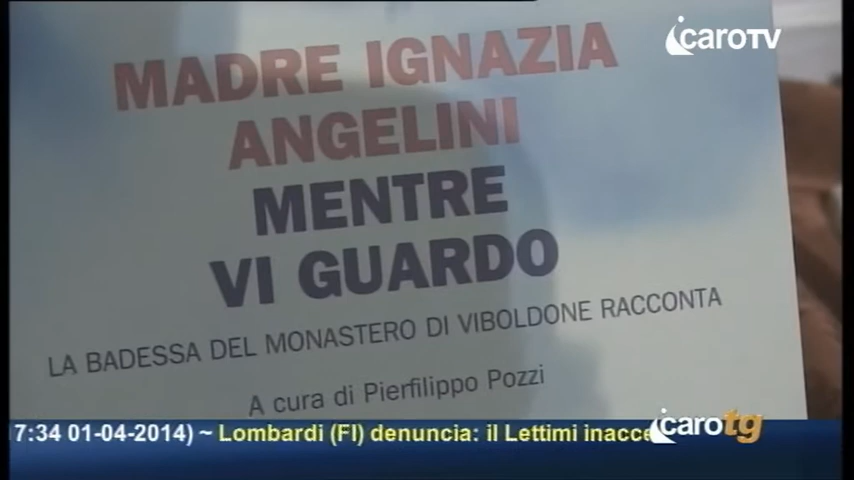 icaroTV
MADRE IGNAZIA
ANGELINI
MENTRE
VI GUARDO
LA BADESSA DEL MONASTERO DI VIBOLDONE RACCONTA
A cura di Pierfilippo Pozzi
7:34 01-04-2014) ~ Lombardi (FI) denuncia: il Lettimi inacce
icarotg